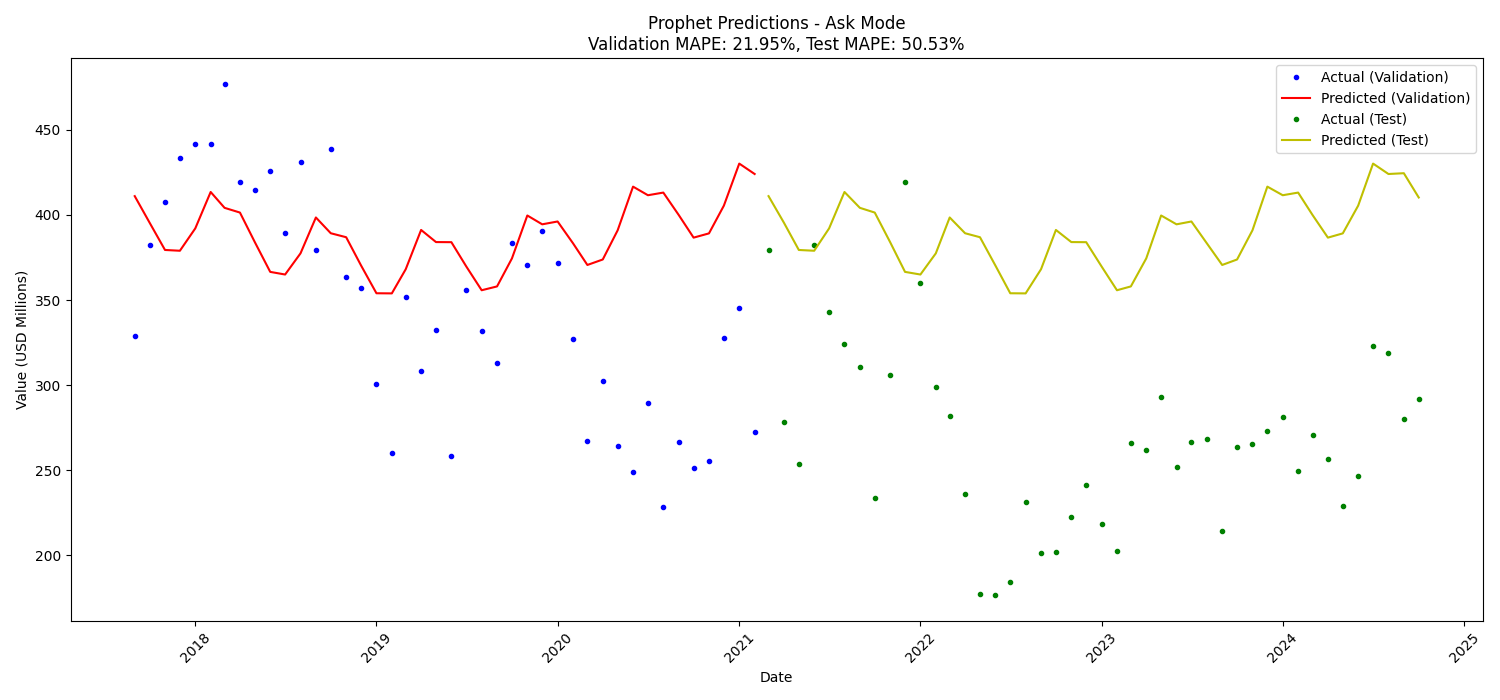 Prophet Predictions - Ask Mode
Validation MAPE: 21.95%, Test MAPE: 50.53%
Actual (Validation)
Predicted (Validation)
Actual (Test)
Predicted (Test)
Value (USD Millions)
450
400
350
300
250
200
2018
2019
2020
2021
2022
2023
2024
2025
Date